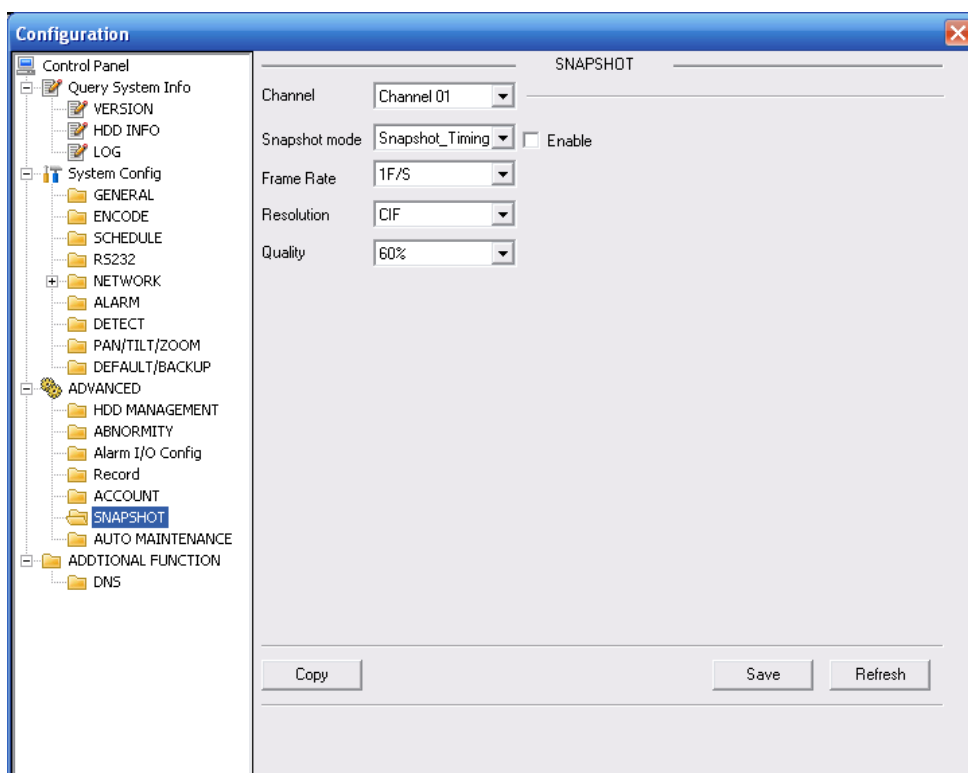 Configuration
Control Panel
Query System Info
VERSION
HDD INFO
LOG
System Config
GENERAL
ENCODE
SCHEDULE
RS232
NETWORK
ALARM
DETECT
PAN/TILT/ZOOM
DEFAULT/BACKUP
ADVANCED
HDD MANAGEMENT
ABNORMITY
Alarm I/O Config
Record
ACCOUNT
SNAPSHOT
AUTO MAINTENANCE
ADDTIONAL FUNCTION
DNS
SNAPSHOT
Channel Channel 01
Snapshot mode Snapshot_Timing Enable
Frame Rate 1F/S
Resolution CIF
Quality 60%
Copy Save Refresh